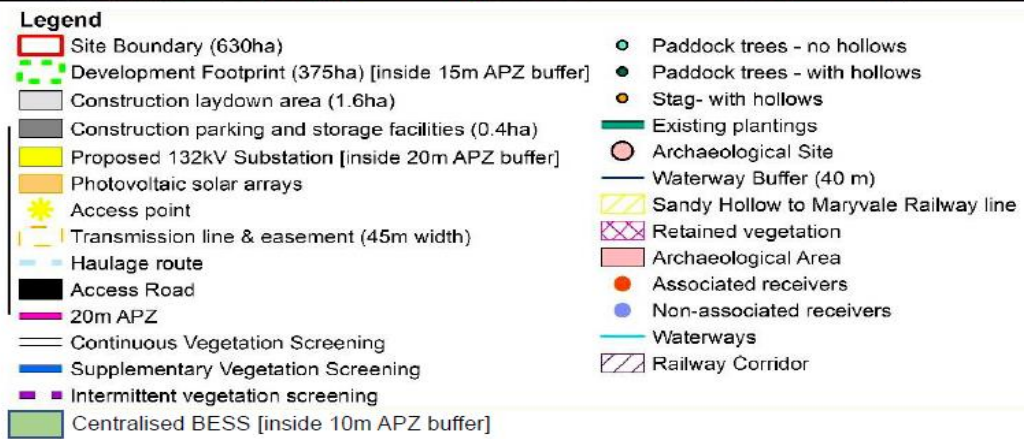 Legend
Site Boundary (630ha)
Development Footprint (375ha) [inside 15m APZ buffer]
Construction laydown area (1.6ha)
Construction parking and storage facilities (0.4ha)
Proposed 132kV Substation [inside 20m APZ buffer]
Photovoltaic solar arrays
Access point
Transmission line & easement (45m width)
Haulage route
Access Road
20m APZ
Continuous Vegetation Screening
Supplementary Vegetation Screening
Intermittent vegetation screening
Centralised BESS [inside 10m APZ buffer]
Paddock trees - no hollows
Paddock trees - with hollows
Stag- with hollows
Existing plantings
Archaeological Site
Waterway Buffer (40 m)
Sandy Hollow to Maryvale Railway line
Retained vegetation
Archaeological Area
Associated receivers
Non-associated receivers
Waterways
Railway Corridor